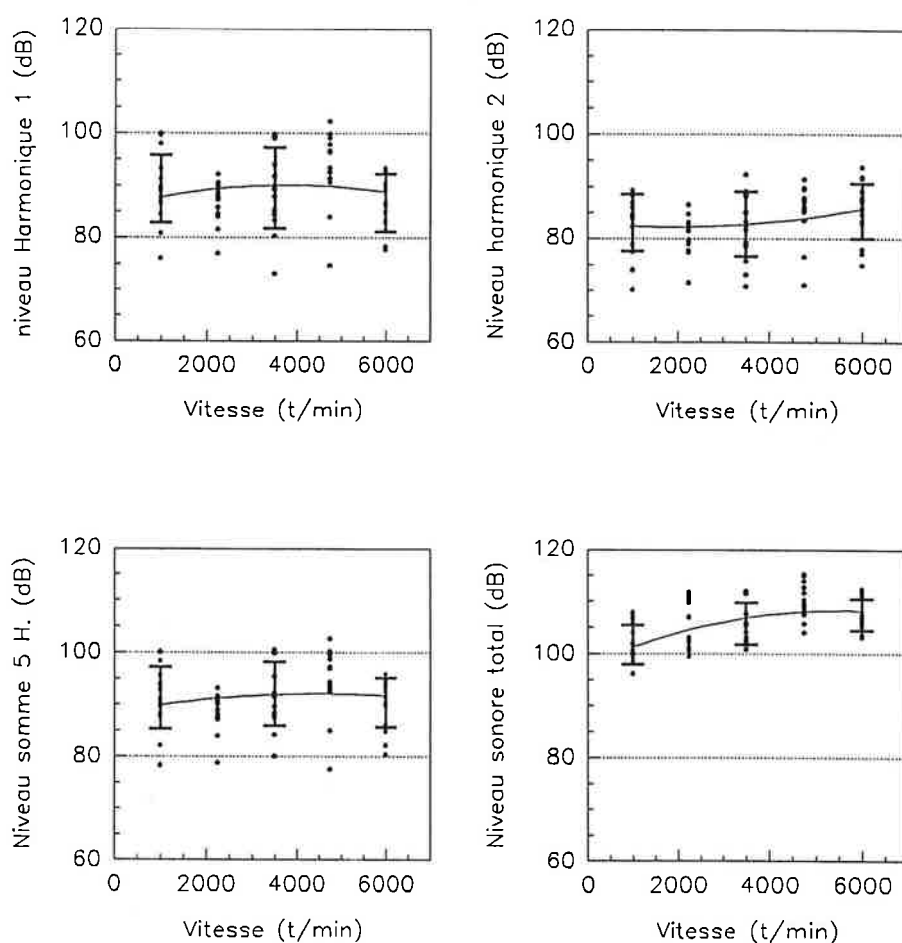 niveau Harmonique 1 (dB)
120
100
80
60
0 2000 4000 6000
Vitesse (t/min)
Niveau harmonique 2 (dB)
120
100
80
60
0 2000 4000 6000
Vitesse (t/min)
Niveau somme 5 H. (dB)
120
100
80
60
0 2000 4000 6000
Vitesse (t/min)
Niveau sonore total (dB)
120
100
80
60
0 2000 4000 6000
Vitesse (t/min)